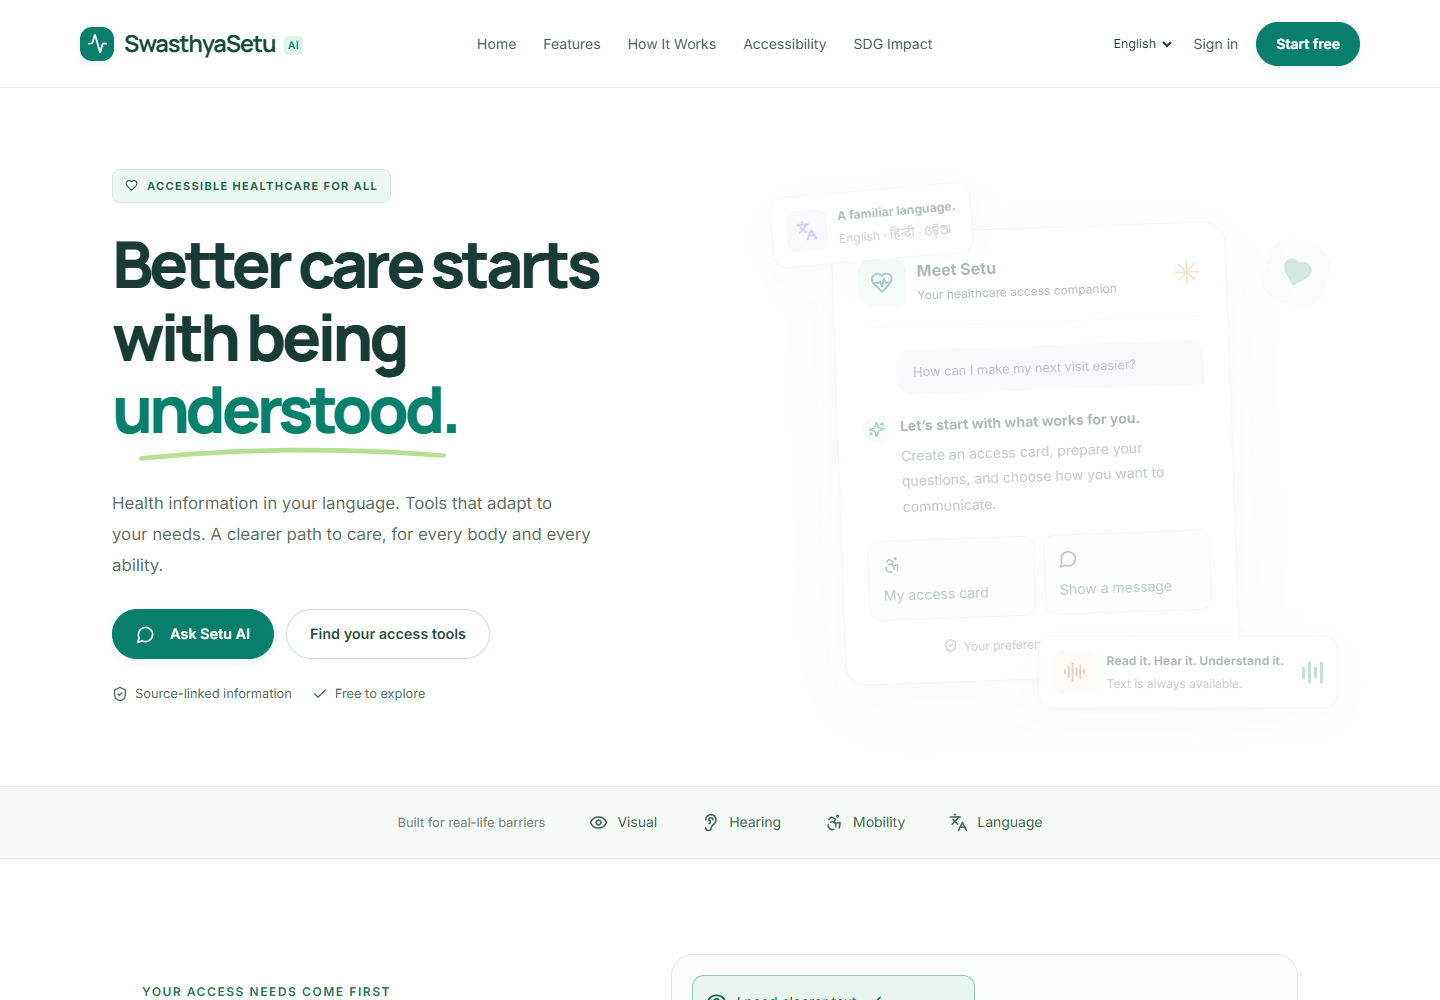 SwasthyaSetu AI
Home
Features
How It Works
Accessibility
SDG Impact
English
Sign in
Start free
ACCESSIBLE HEALTHCARE FOR ALL
Better care starts
with being
understood.
Health information in your language. Tools that adapt to
your needs. A clearer path to care, for every body and every
ability.
Ask Setu AI
Find your access tools
Source-linked information
Free to explore
A familiar language.
English · हिन्दी · ଓଡ଼ିଆ
Meet Setu
Your healthcare access companion
How can I make my next visit easier?
Let's start with what works for you.
Create an access card, prepare your
questions, and choose how you want to
communicate.
My access card
Show a message
Your
Read it. Hear it. Understand it.
Text is always available.
Built for real-life barriers
Visual
Hearing
Mobility
Language
YOUR ACCESS NEEDS COME FIRST
I need clearer text